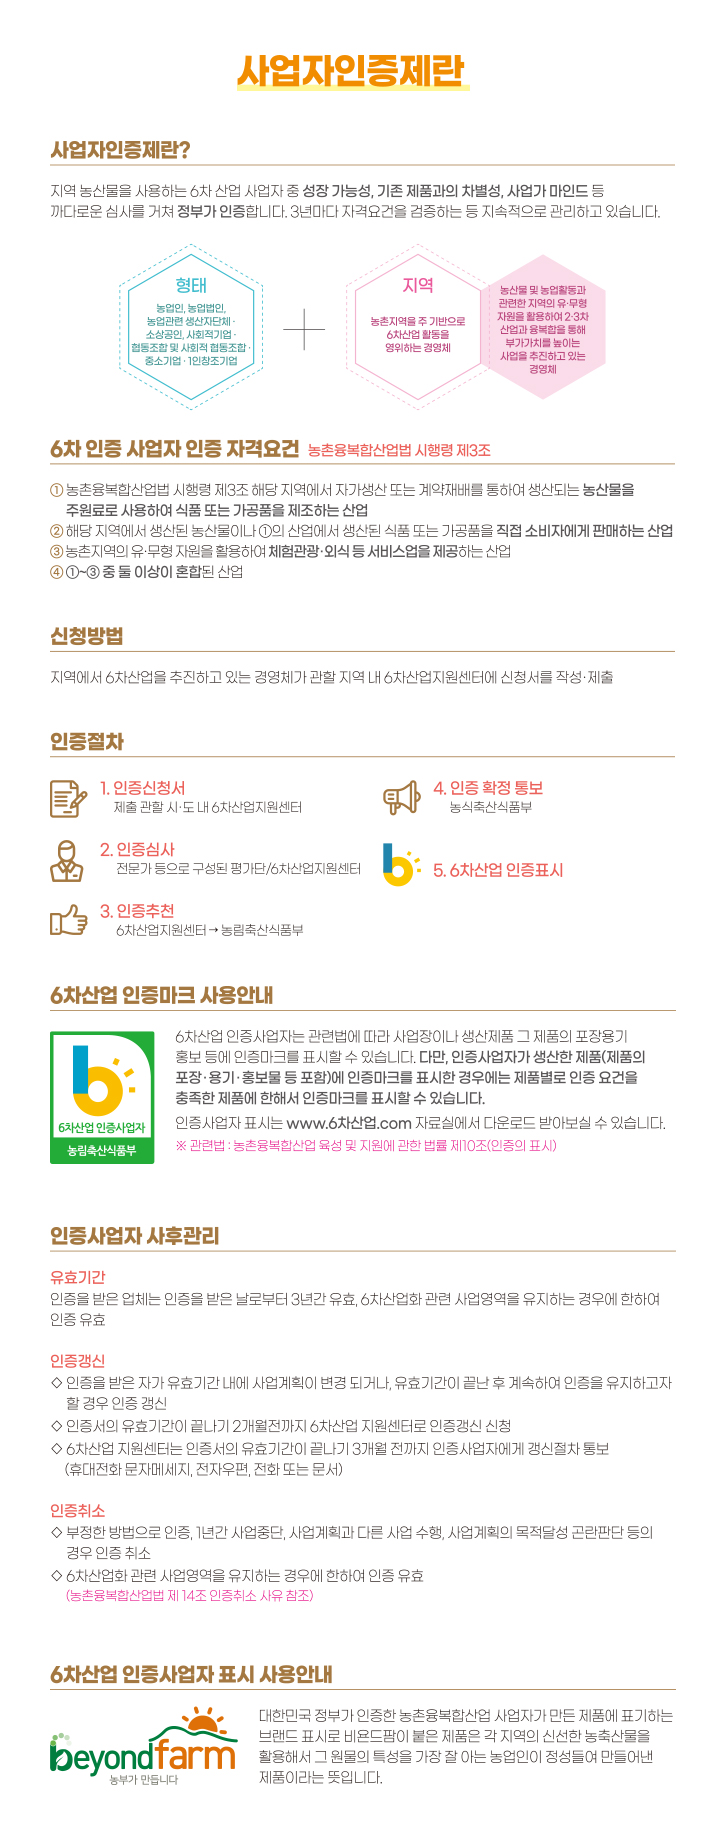 사업자인증제란
사업자인증제란?
지역 농산물을 사용하는 6차 산업 사업자 중 성장 가능성, 기존 제품과의 차별성, 사업가 마인드 등
까다로운 심사를 거쳐 정부가 인증합니다. 3년마다 자격요건을 검증하는 등 지속적으로 관리하고 있습니다.
형태
농업인, 농업법인,
농업관련 생산자단체 ·
소상공인, 사회적기업 ·
협동조합 및 사회적 협동조합 ·
중소기업 · 1인창조기업
지역
농촌지역을 주 기반으로
6차산업 활동을
영위하는 경영체
농산물 및 농업활동과
관련한 지역의 유·무형
자원을 활용하여 2·3차
산업과 융복합을 통해
부가가치를 높이는
사업을 추진하고 있는
경영체
6차 인증 사업자 인증 자격요건 농촌융복합산업법 시행령 제3조
① 농촌융복합산업법 시행령 제3조 해당 지역에서 자가생산 또는 계약재배를 통하여 생산되는 농산물을
주원료로 사용하여 식품 또는 가공품을 제조하는 산업
② 해당 지역에서 생산된 농산물이나 ①의 산업에서 생산된 식품 또는 가공품을 직접 소비자에게 판매하는 산업
③ 농촌지역의 유·무형 자원을 활용하여 체험관광·외식 등 서비스업을 제공하는 산업
④ ①~③ 중 둘 이상이 혼합된 산업
신청방법
지역에서 6차산업을 추진하고 있는 경영체가 관할 지역 내 6차산업지원센터에 신청서를 작성·제출
인증절차
1. 인증신청서
제출 관할 시·도 내 6차산업지원센터
2. 인증심사
전문가 등으로 구성된 평가단/6차산업지원센터
3. 인증추천
6차산업지원센터 → 농림축산식품부
4. 인증 확정 통보
농식축산식품부
5. 6차산업 인증표시
6차산업 인증마크 사용안내
6차산업 인증사업자
농림축산식품부
6차산업 인증사업자는 관련법에 따라 사업장이나 생산제품 그 제품의 포장용기
홍보 등에 인증마크를 표시할 수 있습니다. 다만, 인증사업자가 생산한 제품(제품의
포장·용기·홍보물 등 포함)에 인증마크를 표시한 경우에는 제품별로 인증 요건을
충족한 제품에 한해서 인증마크를 표시할 수 있습니다.
인증사업자 표시는 www.6차산업.com 자료실에서 다운로드 받아보실 수 있습니다.
※ 관련법 : 농촌융복합산업 육성 및 지원에 관한 법률 제10조(인증의 표시)
인증사업자 사후관리
유효기간
인증을 받은 업체는 인증을 받은 날로부터 3년간 유효, 6차산업화 관련 사업영역을 유지하는 경우에 한하여
인증 유효
인증갱신
◇ 인증을 받은 자가 유효기간 내에 사업계획이 변경 되거나, 유효기간이 끝난 후 계속하여 인증을 유지하고자
할 경우 인증 갱신
◇ 인증서의 유효기간이 끝나기 2개월전까지 6차산업 지원센터로 인증갱신 신청
◇ 6차산업 지원센터는 인증서의 유효기간이 끝나기 3개월 전까지 인증사업자에게 갱신절차 통보
(휴대전화 문자메세지, 전자우편, 전화 또는 문서)
인증취소
◇ 부정한 방법으로 인증, 1년간 사업중단, 사업계획과 다른 사업 수행, 사업계획의 목적달성 곤란판단 등의
경우 인증 취소
◇ 6차산업화 관련 사업영역을 유지하는 경우에 한하여 인증 유효
(농촌융복합산업법 제 14조 인증취소 사유 참조)
6차산업 인증사업자 표시 사용안내
beyondfarm
농부가 만듭니다
대한민국 정부가 인증한 농촌융복합산업 사업자가 만든 제품에 표기하는
브랜드 표시로 비욘드팜이 붙은 제품은 각 지역의 신선한 농축산물을
활용해서 그 원물의 특성을 가장 잘 아는 농업인이 정성들여 만들어낸
제품이라는 뜻입니다.